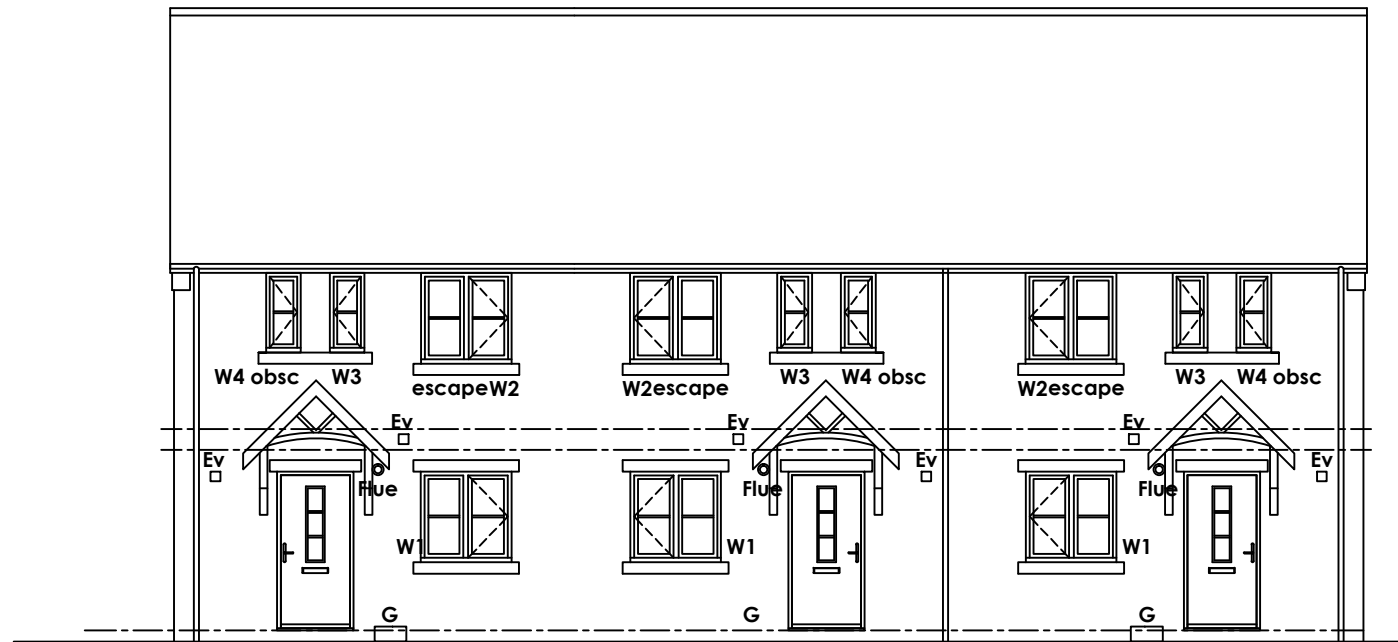 W4 obsc W3 escapeW2 W2escape W3 W4 obsc W2escape W3 W4 obsc
Ev Ev Ev
Ev Ev Ev
Flue Flue Flue
W1 W1 W1
G G G